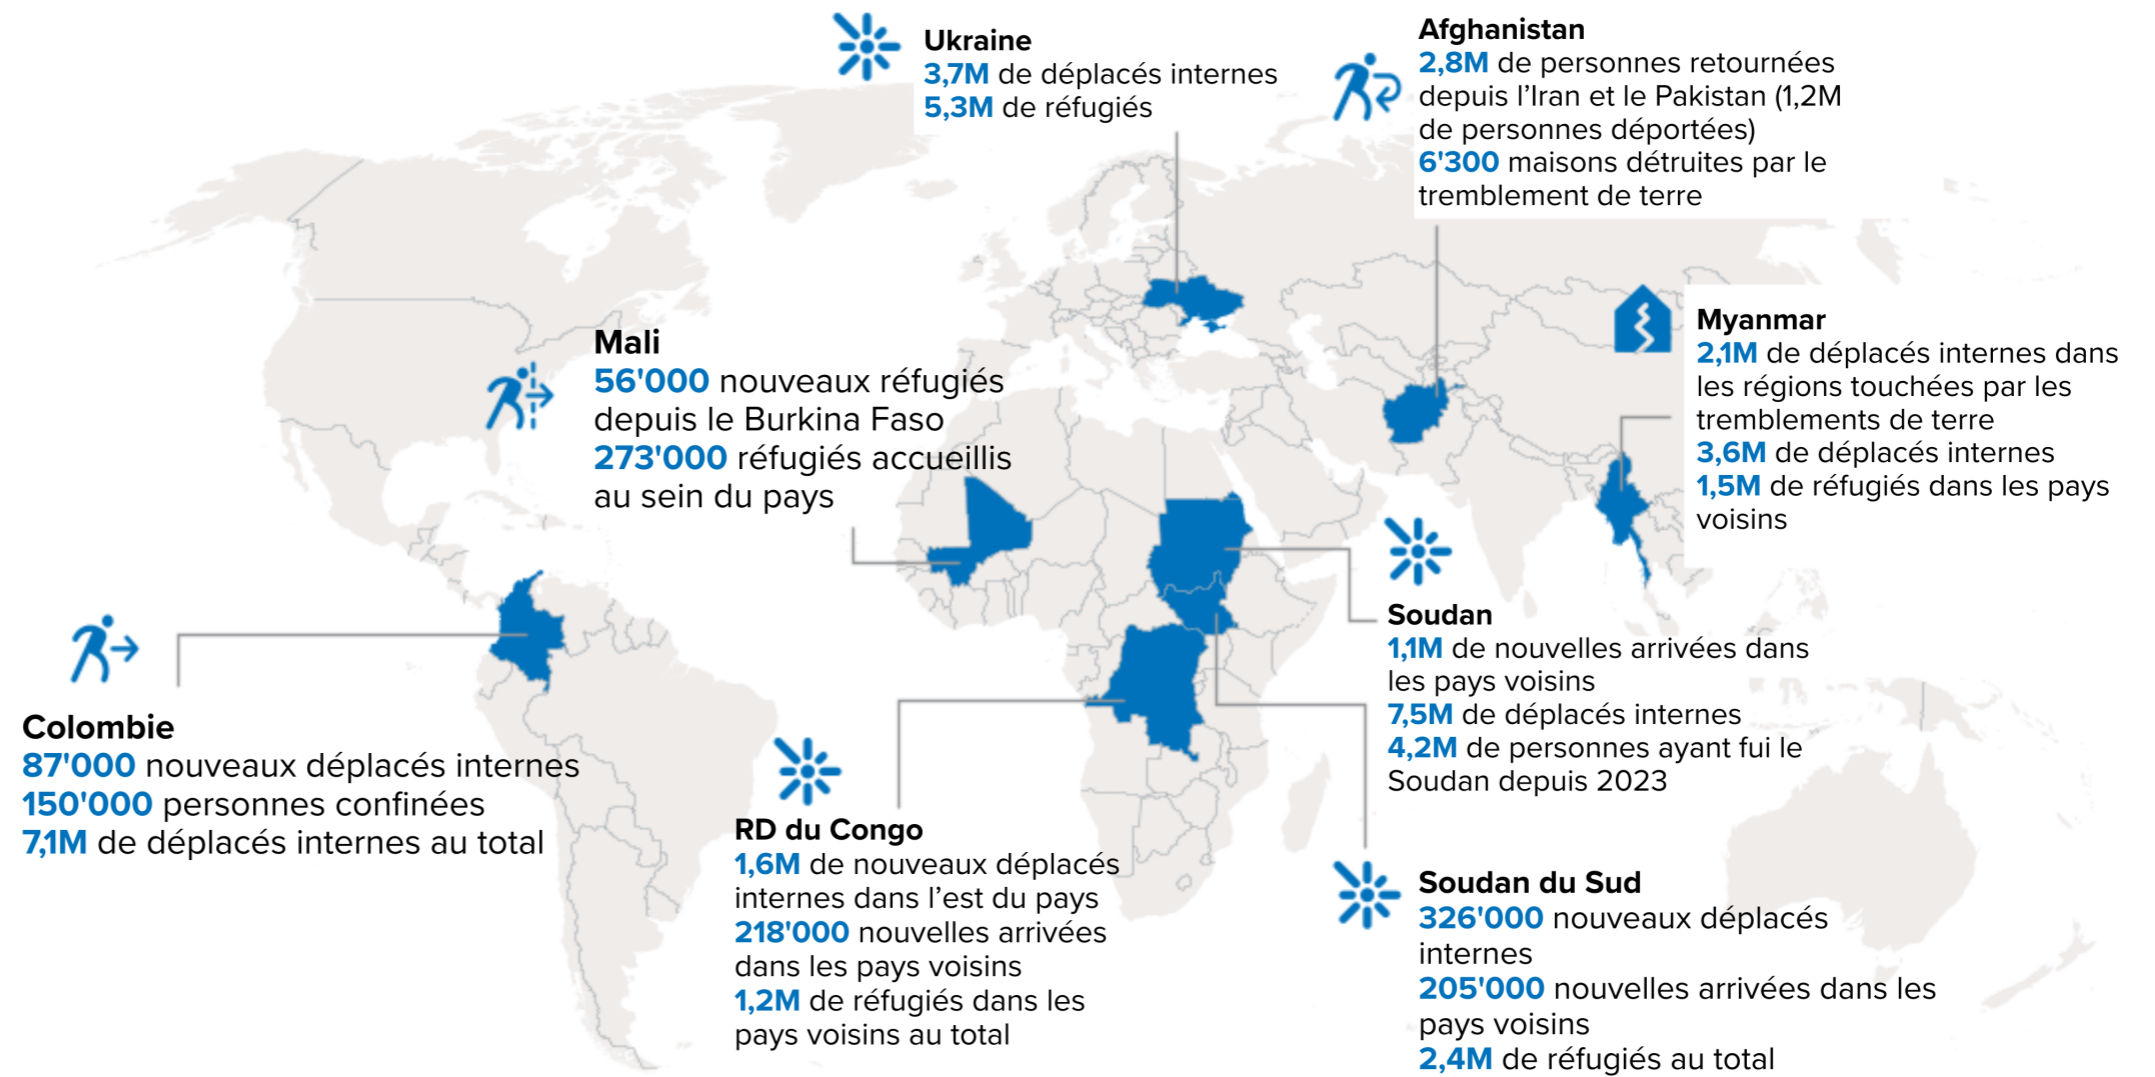 Ukraine
3,7M de déplacés internes
5,3M de réfugiés
Afghanistan
2,8M de personnes retournées
depuis l'Iran et le Pakistan (1,2M
de personnes déportées)
6'300 maisons détruites par le
tremblement de terre
Myanmar
2,1M de déplacés internes dans
les régions touchées par les
tremblements de terre
3,6M de déplacés internes
1,5M de réfugiés dans les pays
voisins
Mali
56'000 nouveaux réfugiés
depuis le Burkina Faso
273'000 réfugiés accueillis
au sein du pays
Soudan
1,1M de nouvelles arrivées dans
les pays voisins
7,5M de déplacés internes
4,2M de personnes ayant fui le
Soudan depuis 2023
Colombie
87'000 nouveaux déplacés internes
150'000 personnes confinées
7,1M de déplacés internes au total
RD du Congo
1,6M de nouveaux déplacés
internes dans l'est du pays
218'000 nouvelles arrivées
dans les pays voisins
1,2M de réfugiés dans les
pays voisins au total
Soudan du Sud
326'000 nouveaux déplacés
internes
205'000 nouvelles arrivées dans les
pays voisins
2,4M de réfugiés au total